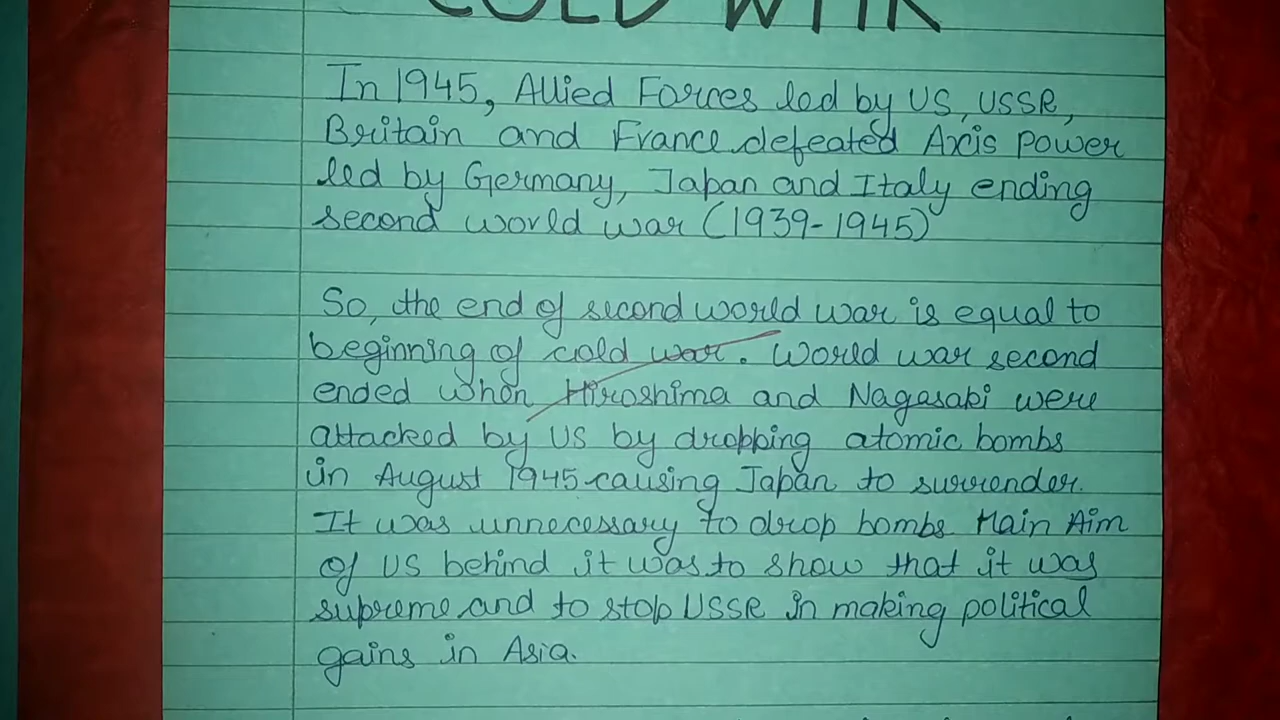 COLD WAR
In 1945, Allied Forces led by US, USSR,
Britain and France defeated Axis Power
led by Germany, Japan and Italy ending
second world war (1939-1945)
So, the end of second world war is equal to
beginning of cold war. World war second
ended when Hiroshima and Nagasaki were
attacked by US by dropping atomic bombs
in August 1945 causing Japan to surrender.
It was unnecessary to drop bombs Main Aim
of US behind it was to show that it was
supreme and to stop USSR in making political
gains in Asia.